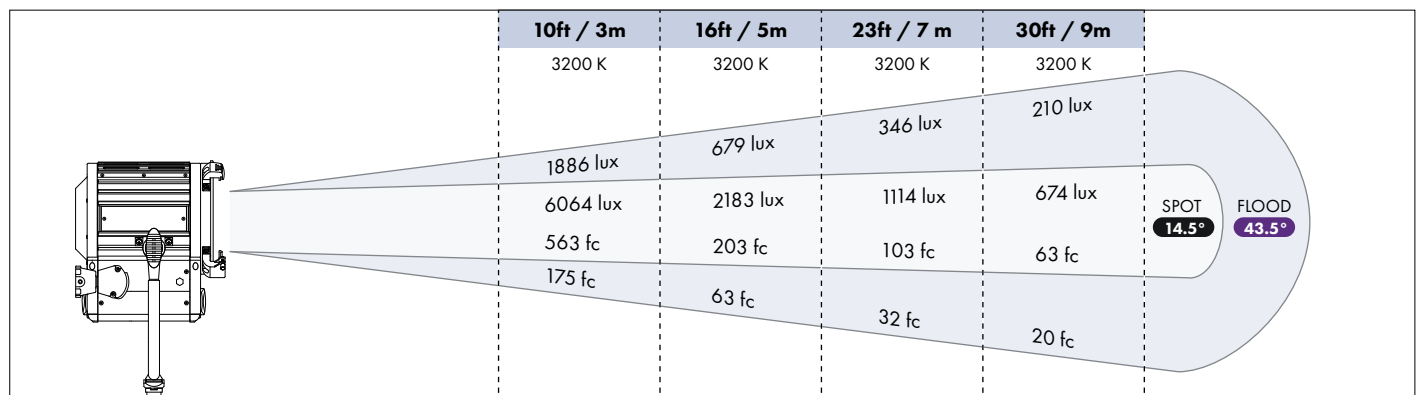 10ft / 3m 16ft / 5m 23ft / 7 m 30ft / 9m
3200 K 3200 K 3200 K 3200 K
1886 lux 679 lux 346 lux 210 lux
6064 lux 2183 lux 1114 lux 674 lux
563 fc 203 fc 103 fc 63 fc
175 fc 63 fc 32 fc 20 fc
SPOT FLOOD
14.5° 43.5°